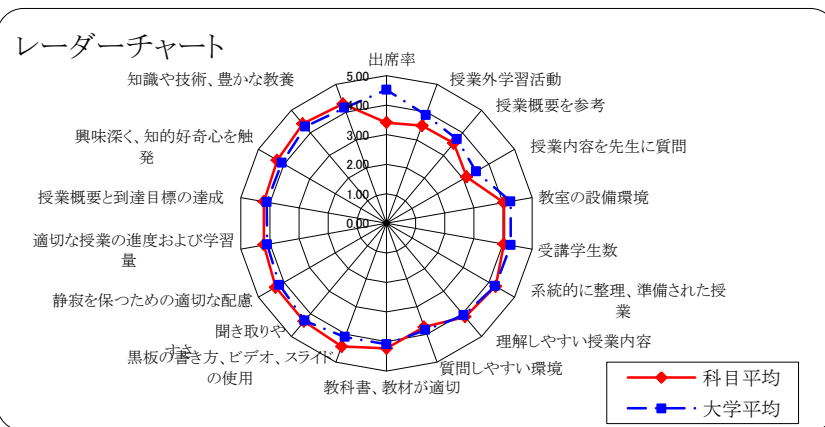 レーダーチャート
出席率
授業外学習活動
授業概要を参考
授業内容を先生に質問
教室の設備環境
受講学生数
系統的に整理、準備された授
業
理解しやすい授業内容
質問しやすい環境
教科書、教材が適切
黒板の書き方、ビデオ、スライド
の使用
聞き取りや
すさ
静寂を保つための適切な配慮
適切な授業の進度および学習
量
授業概要と到達目標の達成
興味深く、知的好奇心を触
発
知識や技術、豊かな教養
5.00
4.00
3.00
2.00
1.00
0.00
科目平均
大学平均